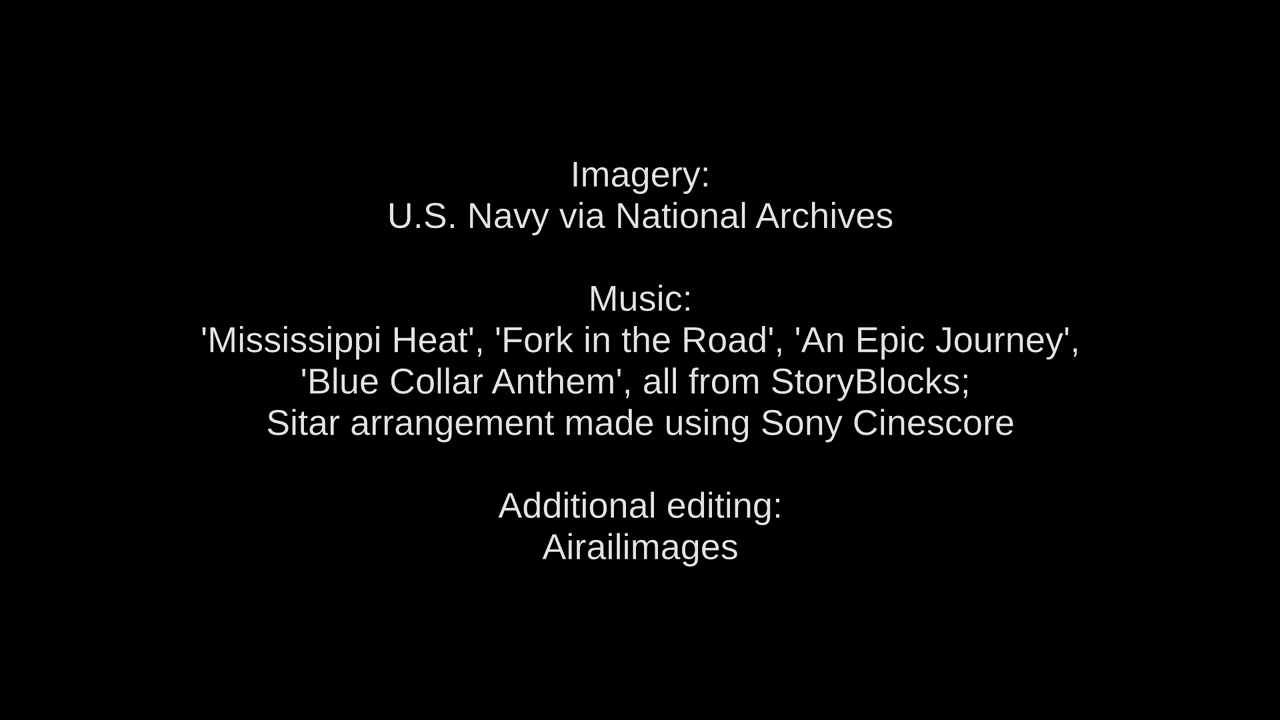 Imagery:
U.S. Navy via National Archives
Music:
'Mississippi Heat', 'Fork in the Road', 'An Epic Journey',
'Blue Collar Anthem', all from StoryBlocks;
Sitar arrangement made using Sony Cinescore
Additional editing:
Airailimages